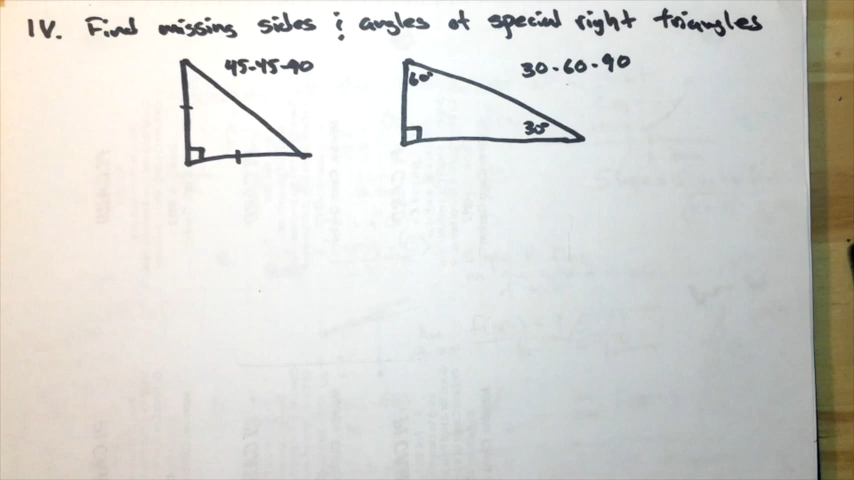 IV. Find missing sides & angles of special right triangles
45-45-90
30-60-90
60°
30°